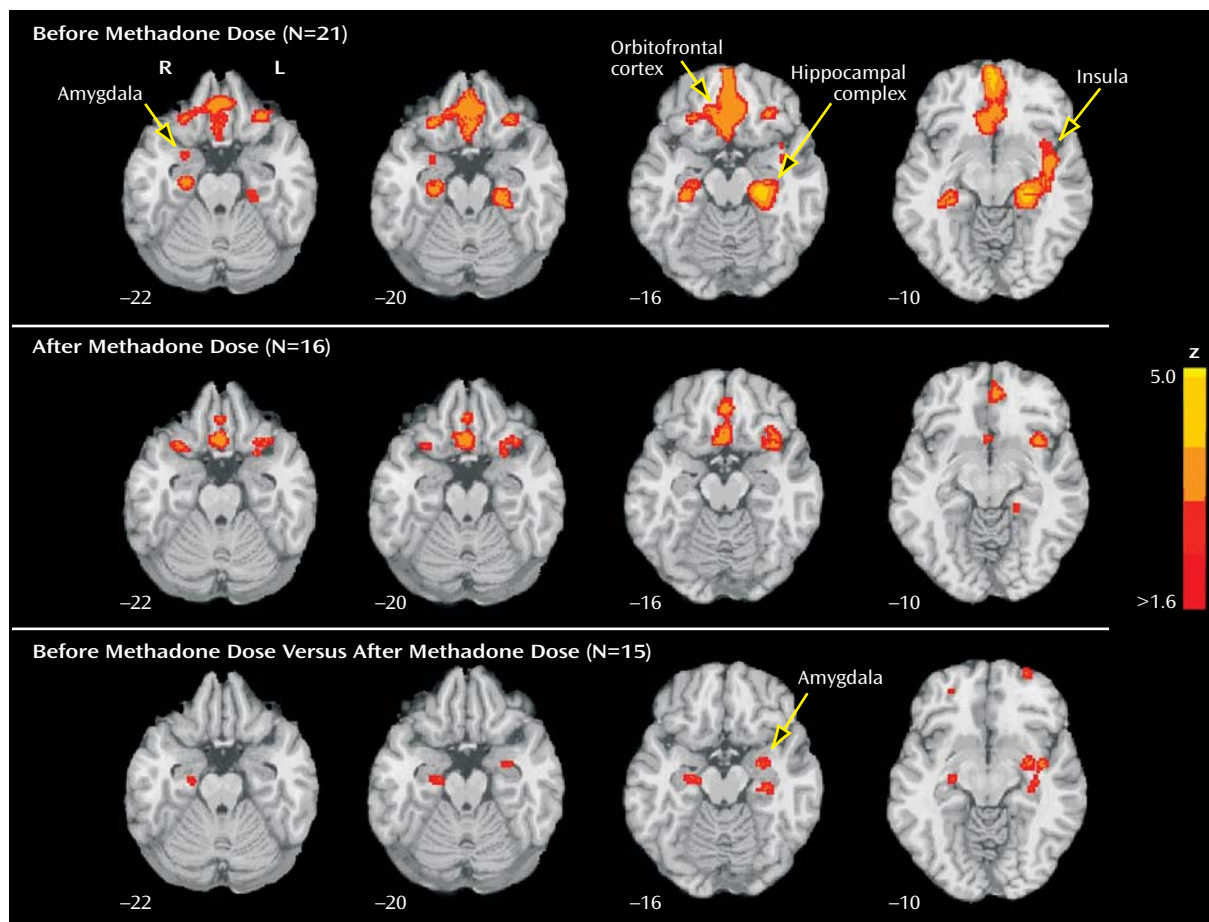 Before Methadone Dose (N=21)
R L
Amygdala
Orbitofrontal
cortex
Hippocampal
complex
Insula
–22 –20 –16 –10
After Methadone Dose (N=16)
z
5.0
>1.6
–22 –20 –16 –10
Before Methadone Dose Versus After Methadone Dose (N=15)
Amygdala
–22 –20 –16 –10